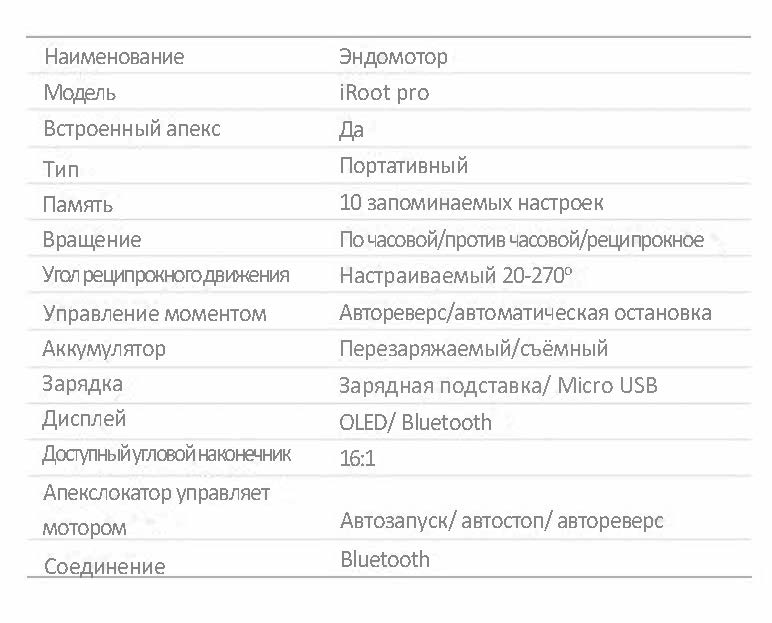 Наименование Эндомотор
Модель iRoot pro
Встроенный апекс Да
Тип Портативный
Память 10 запоминаемых настроек
Вращение По часовой/против часовой/реципрокное
Угол реципрокного движения Настраиваемый 20-270º
Управление моментом Автореверс/автоматическая остановка
Аккумулятор Перезаряжаемый/съёмный
Зарядка Зарядная подставка/ Micro USB
Дисплей OLED/ Bluetooth
Доступный угловой наконечник 16:1
Апекслокатор управляет
мотором Автозапуск/ автостоп/ автореверс
Соединение Bluetooth